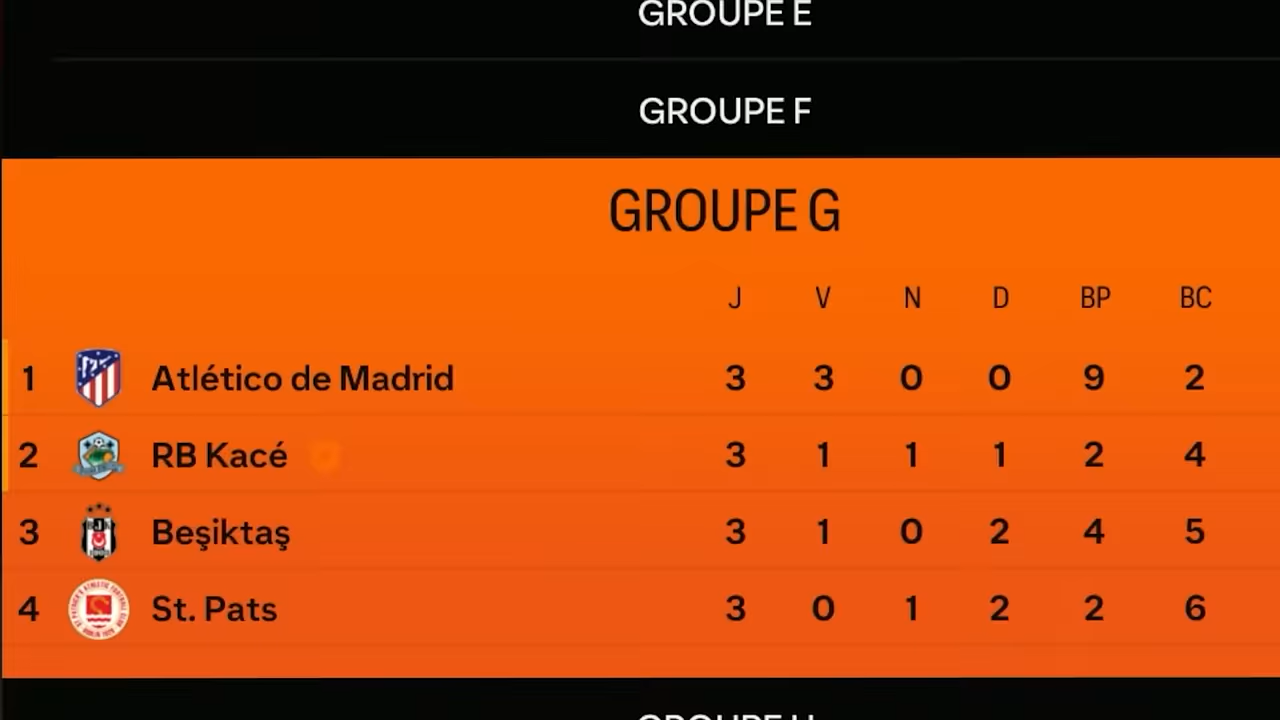 GROUPE E
GROUPE F
GROUPE G
J V N D BP BC
1 Atlético de Madrid 3 3 0 0 9 2
2 RB Kacé 3 1 1 1 2 4
3 Beşiktaş 3 1 0 2 4 5
4 St. Pats 3 0 1 2 2 6
GROUPE H